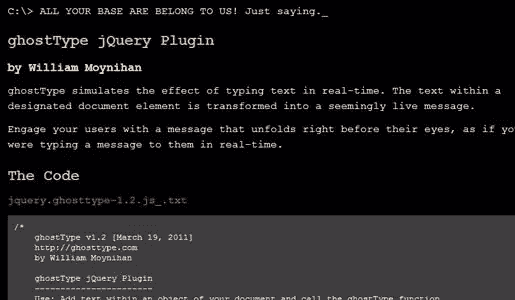 C:\> ALL YOUR BASE ARE BELONG TO US! Just saying._
ghostType jQuery Plugin
by William Moynihan
ghostType simulates the effect of typing text in real-time. The text within a
designated document element is transformed into a seemingly live message.
Engage your users with a message that unfolds right before their eyes, as if yo
were typing a message to them in real-time.
The Code
jquery.ghosttype-1.2.js_.txt
/*
ghostType v1.2 [March 19, 2011]
http://ghosttype.com
by William Moynihan
ghostType jQuery Plugin
-----------------------
Use: Add text within an object of your document and call the ghostType function